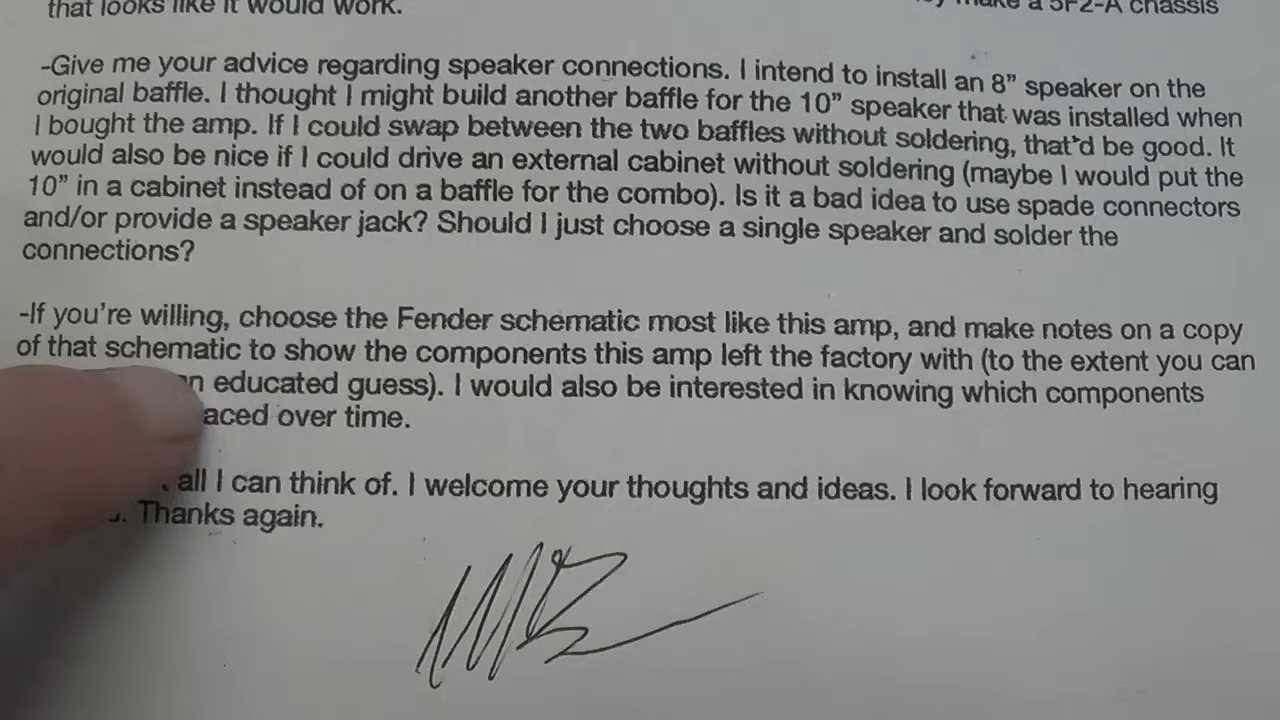 that looks like it would work. make a 5F2-A chassis
-Give me your advice regarding speaker connections. I intend to install an 8” speaker on the
original baffle. I thought I might build another baffle for the 10” speaker that was installed when
I bought the amp. If I could swap between the two baffles without soldering, that’d be good. It
would also be nice if I could drive an external cabinet without soldering (maybe I would put the
10” in a cabinet instead of on a baffle for the combo). Is it a bad idea to use spade connectors
and/or provide a speaker jack? Should I just choose a single speaker and solder the
connections?
-If you’re willing, choose the Fender schematic most like this amp, and make notes on a copy
of that schematic to show the components this amp left the factory with (to the extent you can
educated guess). I would also be interested in knowing which components
over time.
all I can think of. I welcome your thoughts and ideas. I look forward to hearing
Thanks again.